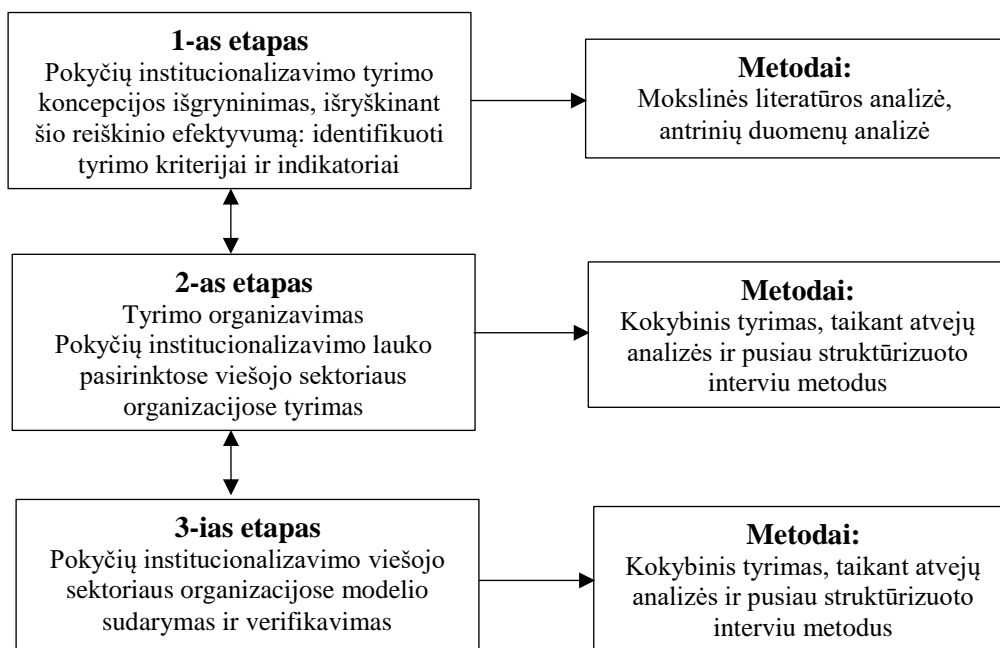 1-as etapas
Pokyčių institucionalizavimo tyrimo
koncepcijos išgryninimas, išryškinant
šio reiškinio efektyvumą: identifikuoti
tyrimo kriterijai ir indikatoriai
Metodai:
Mokslinės literatūros analizė,
antrinių duomenų analizė
2-as etapas
Tyrimo organizavimas
Pokyčių institucionalizavimo lauko
pasirinktose viešojo sektoriaus
organizacijose tyrimas
Metodai:
Kokybinis tyrimas, taikant atvejų
analizės ir pusiau struktūrizuoto
interviu metodus
3-ias etapas
Pokyčių institucionalizavimo viešojo
sektoriaus organizacijose modelio
sudarymas ir verifikavimas
Metodai:
Kokybinis tyrimas, taikant atvejų
analizės ir pusiau struktūrizuoto
interviu metodus